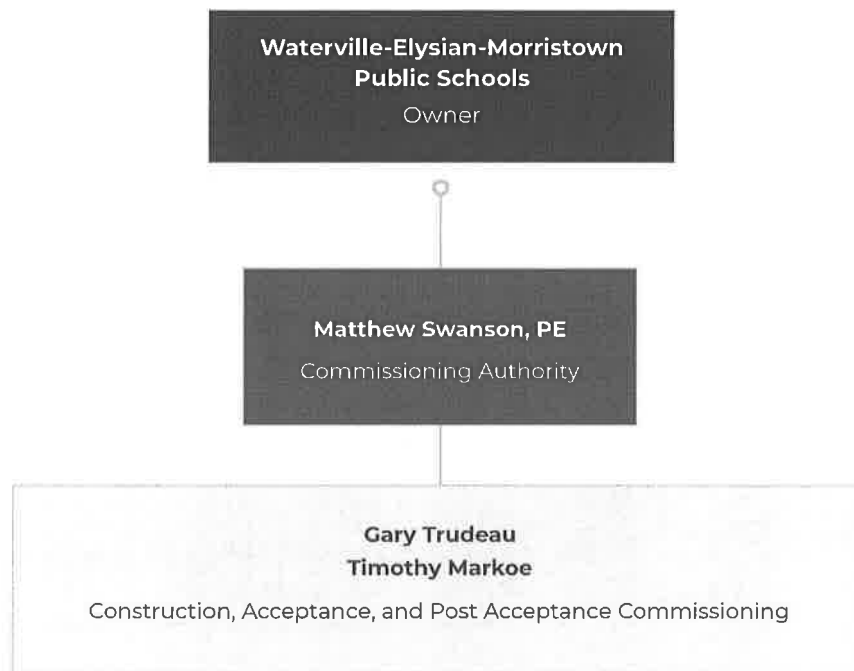 Waterville-Elysian-Morristown
Public Schools
Owner
Matthew Swanson, PE
Commissioning Authority
Gary Trudeau
Timothy Markoe
Construction, Acceptance, and Post Acceptance Commissioning